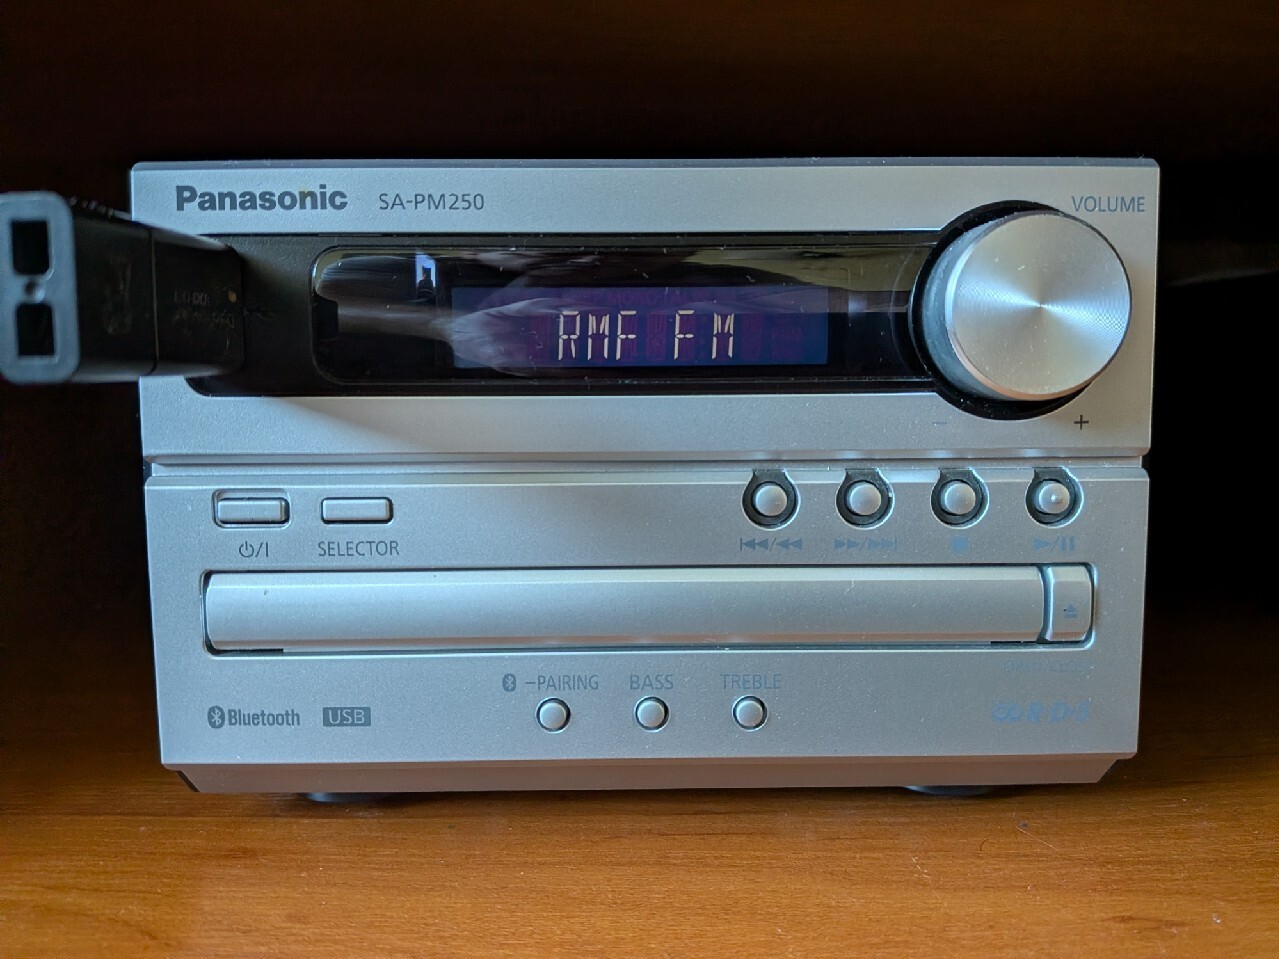 Panasonic SA-PM250
VOLUME
RMF FM
- +
SELECTOR
-PAIRING BASS TREBLE
Bluetooth USB
R·D·S